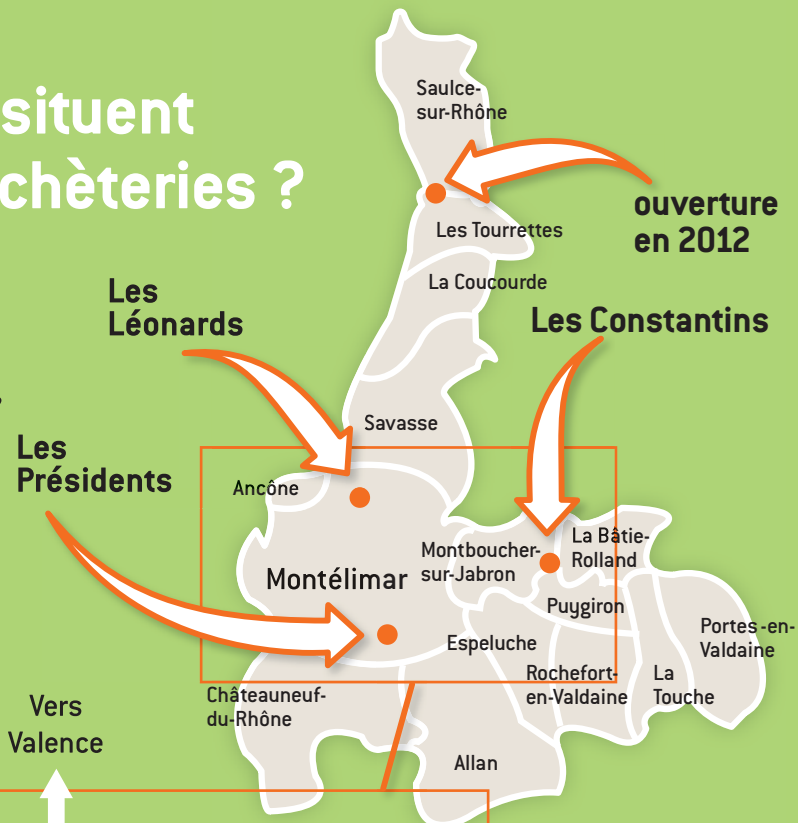 situent
chèteries ?
Saulce-
sur-Rhône
ouverture
en 2012
Les Tourrettes
La Coucourde
Les
Léonards
Les Constantins
Savasse
Les
Présidents
Ancône
Montboucher-
sur-Jabron
La Bâtie-
Rolland
Montélimar
Puygiron
Espeluche
Portes-en-
Valdaine
Rochefort-
en-Valdaine
La
Touche
Châteauneuf-
du-Rhône
Vers
Valence
Allan